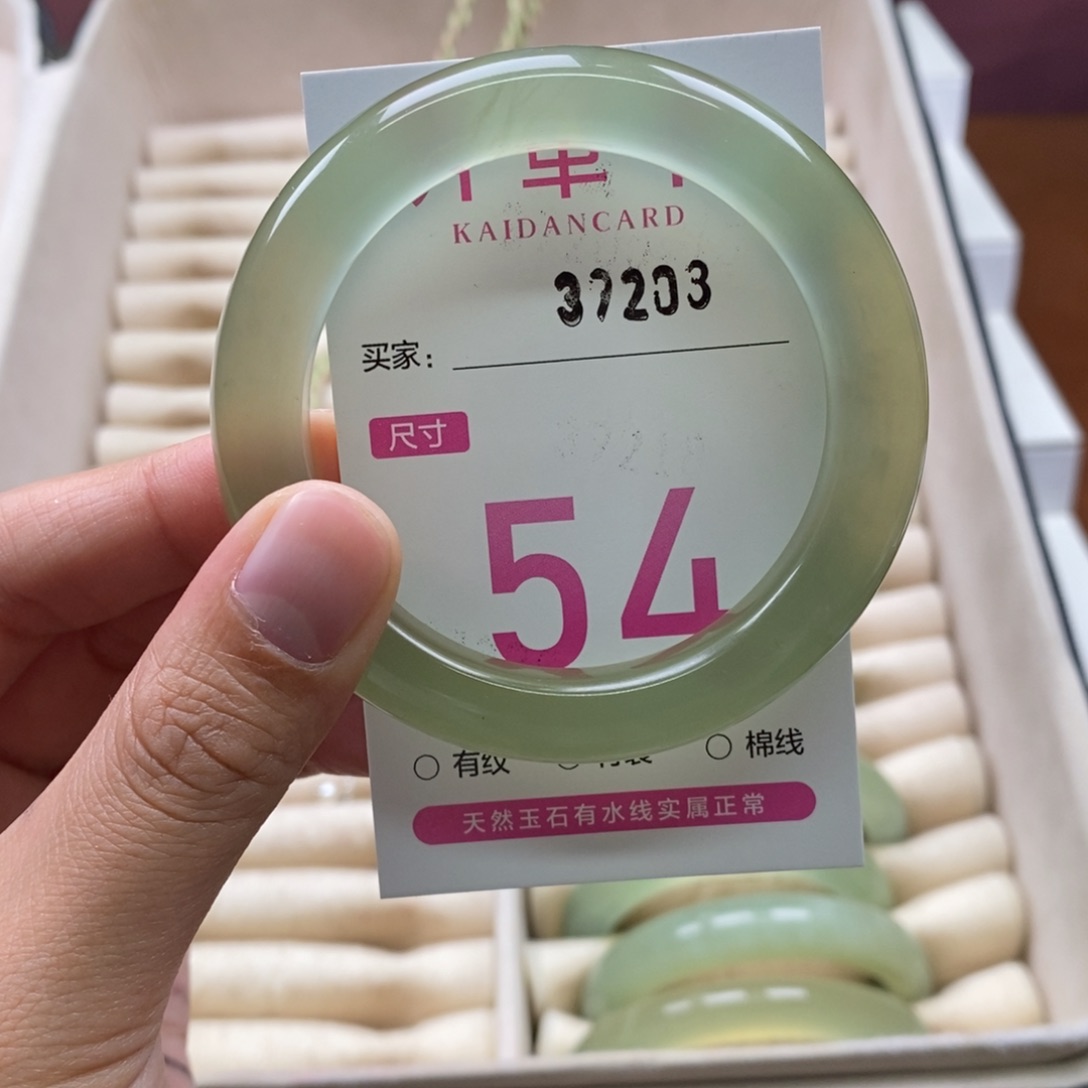 KAIDANCARD
37203
买家：
尺寸
54
○ 有纹 ○ ○ 棉线
天然玉石有水线实属正常